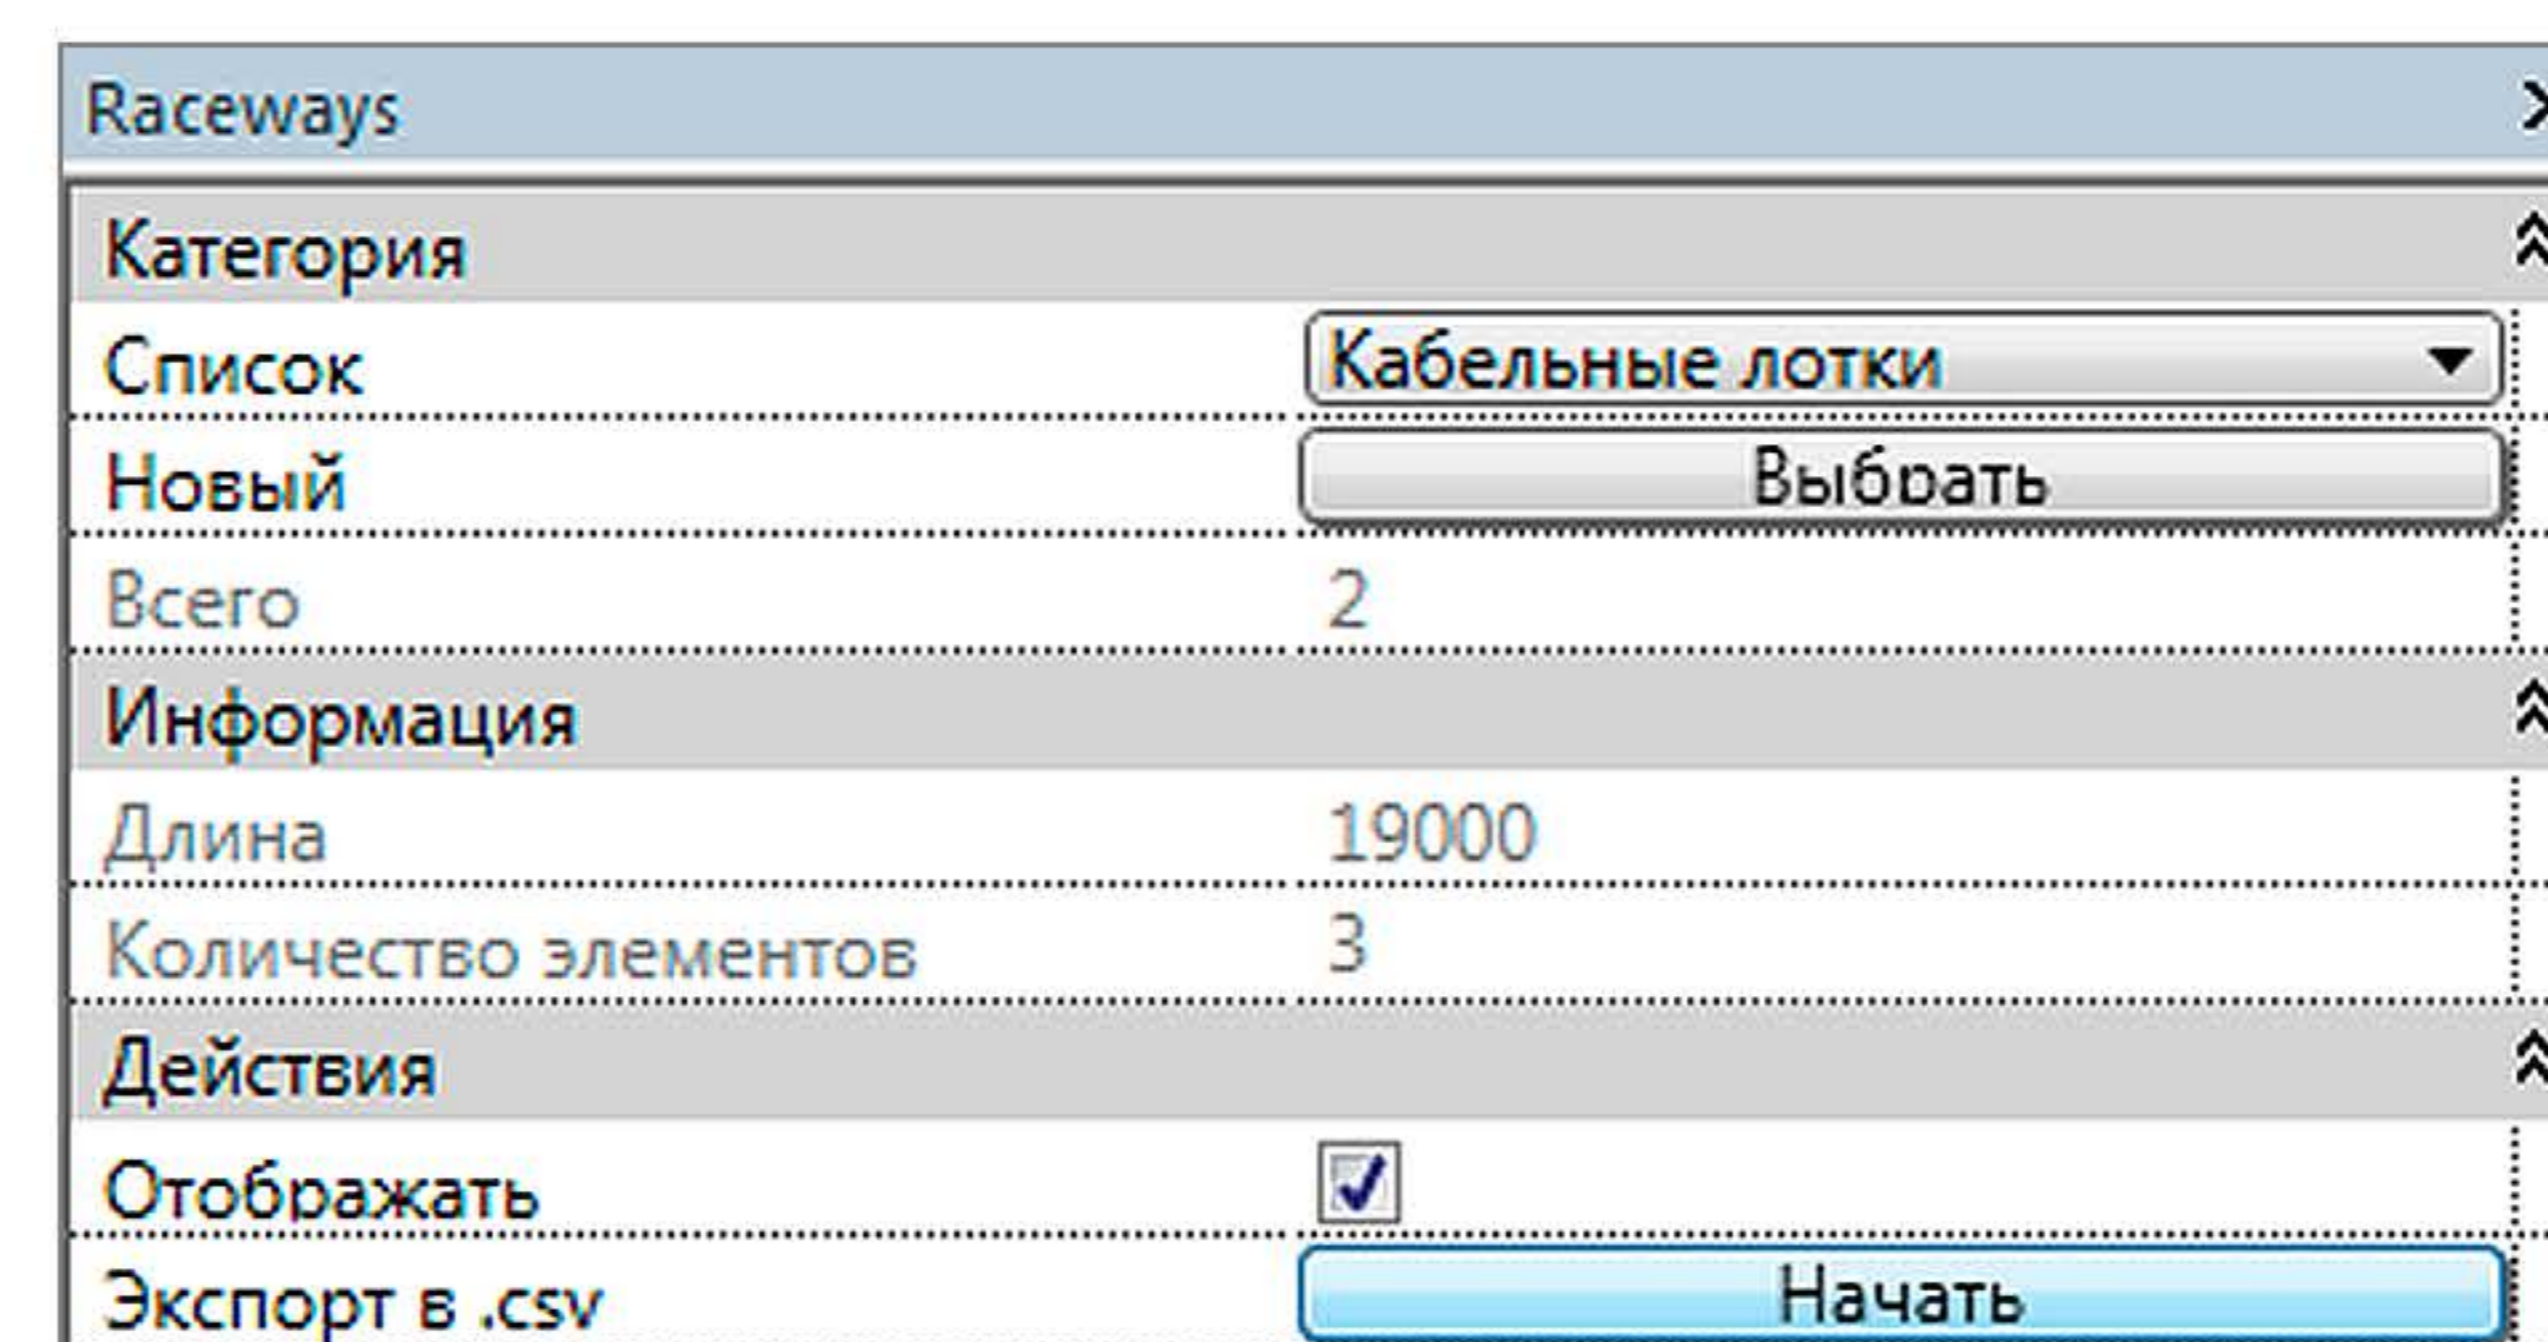 Raceways
Категория
Список Кабельные лотки
Новый Выбрать
Всего 2
Информация
Длина 19000
Количество элементов 3
Действия
Отображать
Экспорт в .csv Начать